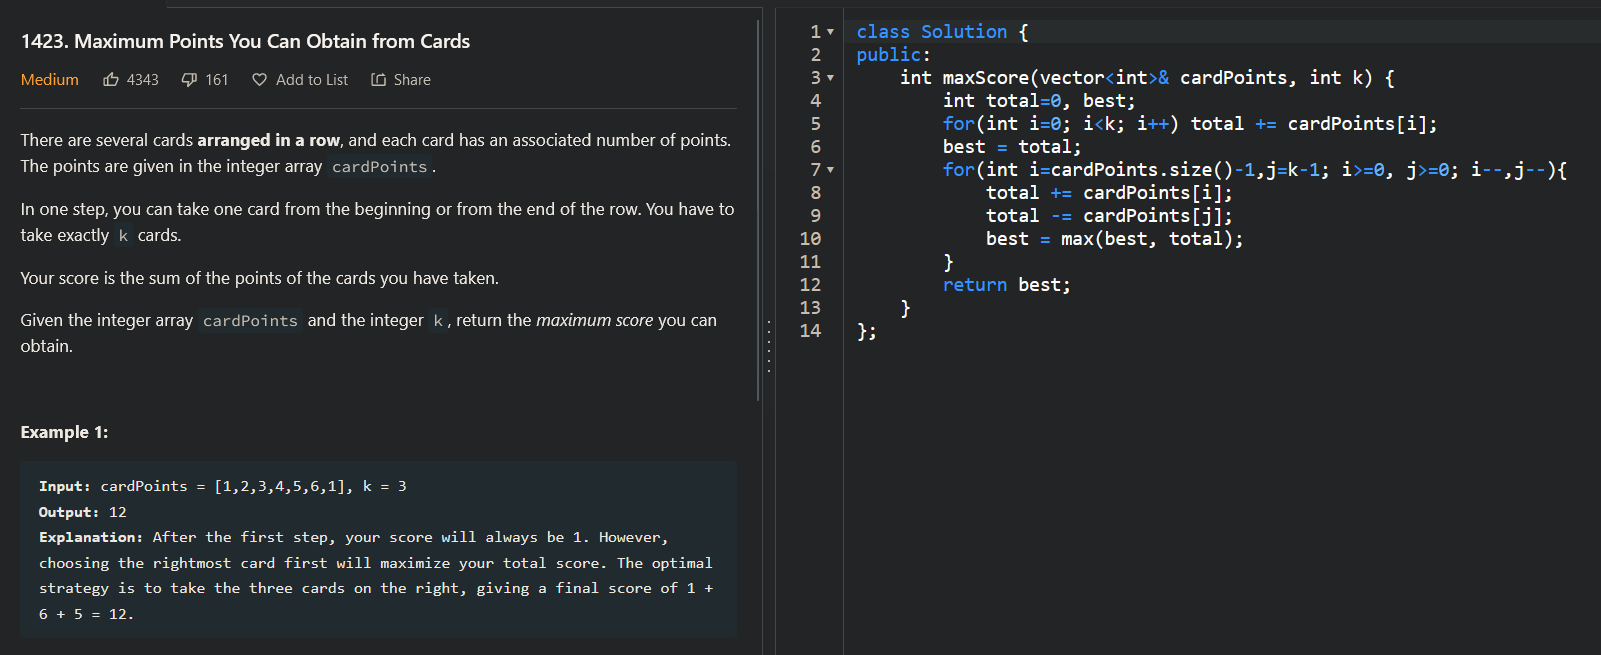 1423. Maximum Points You Can Obtain from Cards
Medium 4343 161 Add to List Share
There are several cards arranged in a row, and each card has an associated number of points.
The points are given in the integer array cardPoints.
In one step, you can take one card from the beginning or from the end of the row. You have to
take exactly k cards.
Your score is the sum of the points of the cards you have taken.
Given the integer array cardPoints and the integer k, return the maximum score you can
obtain.
Example 1:
Input: cardPoints = [1,2,3,4,5,6,1], k = 3
Output: 12
Explanation: After the first step, your score will always be 1. However,
choosing the rightmost card first will maximize your total score. The optimal
strategy is to take the three cards on the right, giving a final score of 1 +
6 + 5 = 12.
1 class Solution {
2 public:
3     int maxScore(vector<int>& cardPoints, int k) {
4         int total=0, best;
5         for(int i=0; i<k; i++) total += cardPoints[i];
6         best = total;
7         for(int i=cardPoints.size()-1,j=k-1; i>=0, j>=0; i--,j--){
8             total += cardPoints[i];
9             total -= cardPoints[j];
10             best = max(best, total);
11         }
12         return best;
13     }
14 };